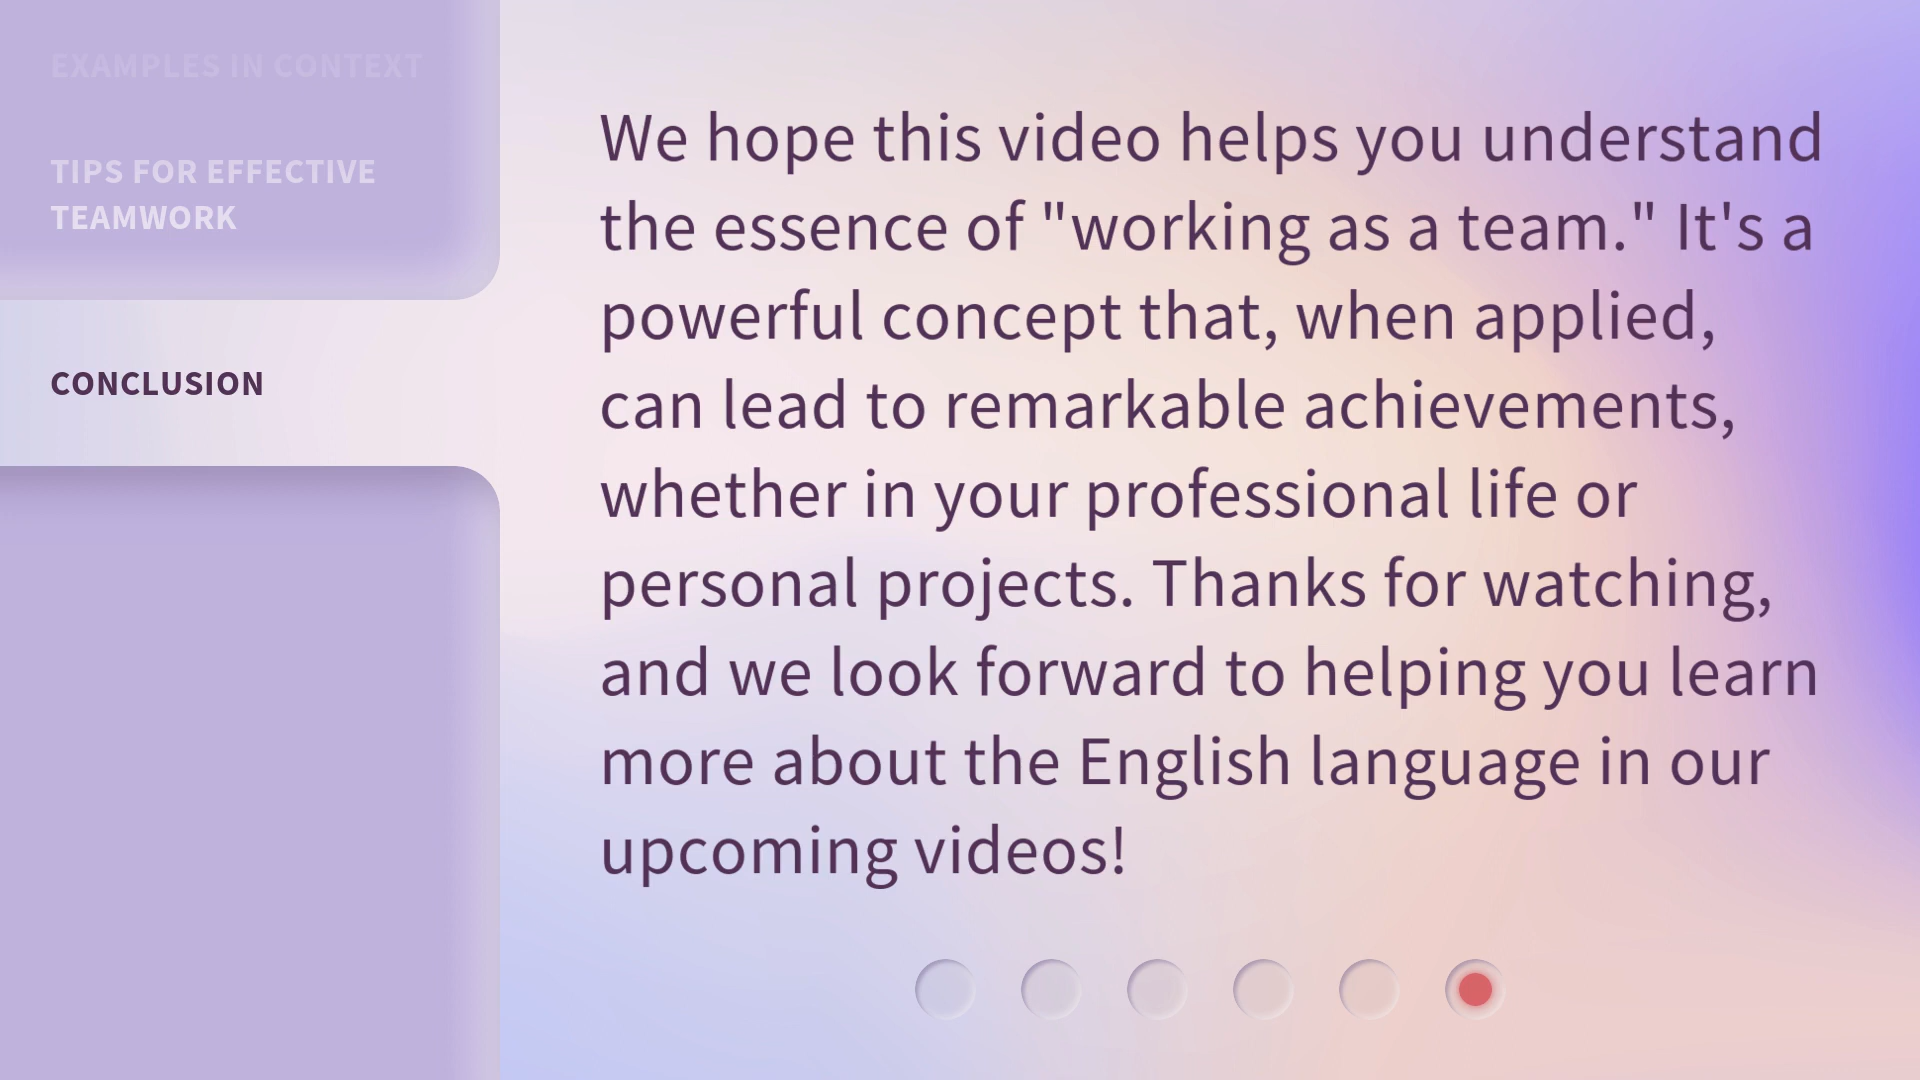 EXAMPLES IN CONTEXT
TIPS FOR EFFECTIVE
TEAMWORK
CONCLUSION
We hope this video helps you understand
the essence of "working as a team." It's a
powerful concept that, when applied,
can lead to remarkable achievements,
whether in your professional life or
personal projects. Thanks for watching,
and we look forward to helping you learn
more about the English language in our
upcoming videos!